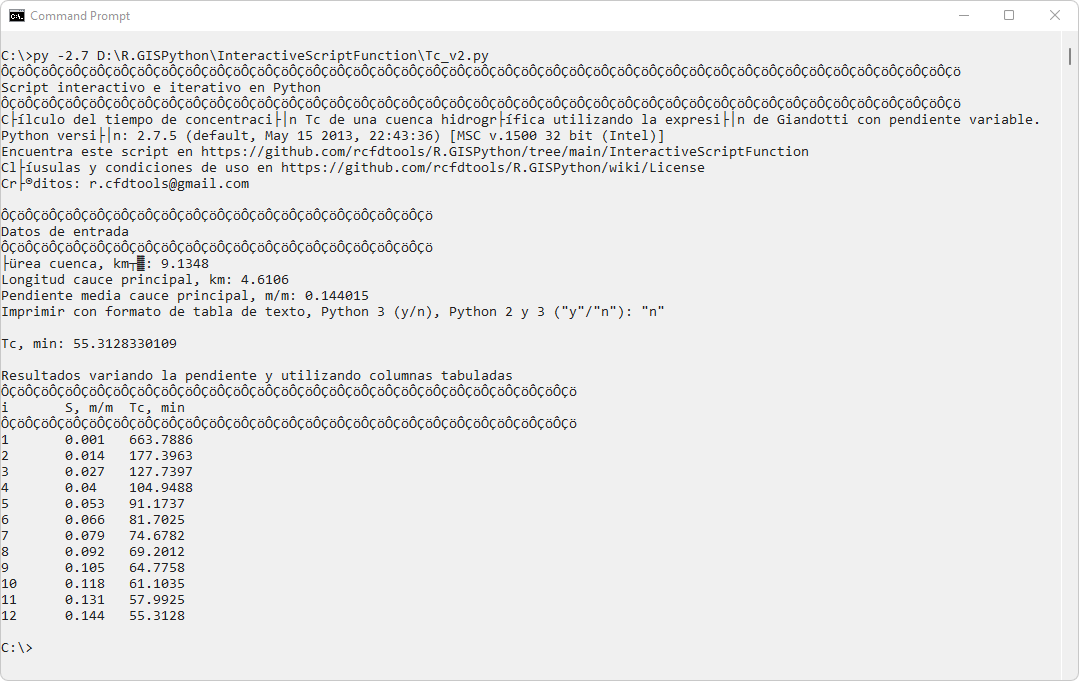 Command Prompt
C:\>py -2.7 D:\R.GISPython\InteractiveScriptFunction\Tc_v2.py
ÔÇöÔÇöÔÇöÔÇöÔÇöÔÇöÔÇöÔÇöÔÇöÔÇöÔÇöÔÇöÔÇöÔÇöÔÇöÔÇöÔÇöÔÇöÔÇöÔÇöÔÇöÔÇöÔÇöÔÇöÔÇöÔÇöÔÇöÔÇöÔÇöÔÇöÔÇöÔÇöÔÇöÔÇöÔÇöÔÇöÔÇöÔÇöÔÇöÔÇö
Script interactivo e iterativo en Python
ÔÇöÔÇöÔÇöÔÇöÔÇöÔÇöÔÇöÔÇöÔÇöÔÇöÔÇöÔÇöÔÇöÔÇöÔÇöÔÇöÔÇöÔÇöÔÇöÔÇöÔÇöÔÇöÔÇöÔÇöÔÇöÔÇöÔÇöÔÇöÔÇöÔÇöÔÇöÔÇöÔÇöÔÇöÔÇöÔÇöÔÇöÔÇöÔÇöÔÇö
C├ílculo del tiempo de concentraci├│n Tc de una cuenca hidrogr├ífica utilizando la expresi├│n de Giandotti con pendiente variable.
Python versi├│n: 2.7.5 (default, May 15 2013, 22:43:36) [MSC v.1500 32 bit (Intel)]
Encuentra este script en https://github.com/rcfdtools/R.GISPython/tree/main/InteractiveScriptFunction
Cl├íusulas y condiciones de uso en https://github.com/rcfdtools/R.GISPython/wiki/License
Cr├®ditos: r.cfdtools@gmail.com
ÔÇöÔÇöÔÇöÔÇöÔÇöÔÇöÔÇöÔÇöÔÇöÔÇöÔÇöÔÇöÔÇöÔÇöÔÇöÔÇöÔÇöÔÇö
Datos de entrada
ÔÇöÔÇöÔÇöÔÇöÔÇöÔÇöÔÇöÔÇöÔÇöÔÇöÔÇöÔÇöÔÇöÔÇöÔÇöÔÇöÔÇöÔÇö
├ürea cuenca, km┬▓: 9.1348
Longitud cauce principal, km: 4.6106
Pendiente media cauce principal, m/m: 0.144015
Imprimir con formato de tabla de texto, Python 3 (y/n), Python 2 y 3 ("y"/"n"): "n"
Tc, min: 55.3128330109
Resultados variando la pendiente y utilizando columnas tabuladas
ÔÇöÔÇöÔÇöÔÇöÔÇöÔÇöÔÇöÔÇöÔÇöÔÇöÔÇöÔÇöÔÇöÔÇöÔÇöÔÇöÔÇöÔÇöÔÇöÔÇöÔÇöÔÇöÔÇöÔÇö
i S, m/m Tc, min
ÔÇöÔÇöÔÇöÔÇöÔÇöÔÇöÔÇöÔÇöÔÇöÔÇöÔÇöÔÇöÔÇöÔÇöÔÇöÔÇöÔÇöÔÇöÔÇöÔÇöÔÇöÔÇöÔÇöÔÇö
1 0.001 663.7886
2 0.014 177.3963
3 0.027 127.7397
4 0.04 104.9488
5 0.053 91.1737
6 0.066 81.7025
7 0.079 74.6782
8 0.092 69.2012
9 0.105 64.7758
10 0.118 61.1035
11 0.131 57.9925
12 0.144 55.3128
C:\>